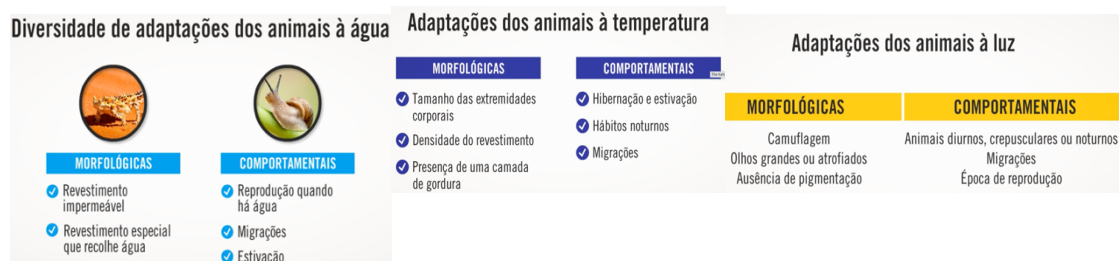 Diversidade de adaptações dos animais à água
MORFOLÓGICAS
Revestimento
impermeável
Revestimento especial
que recolhe água
COMPORTAMENTAIS
Reprodução quando
há água
Migrações
Estivação
Adaptações dos animais à temperatura
MORFOLÓGICAS
Tamanho das extremidades
corporais
Densidade do revestimento
Presença de uma camada
de gordura
COMPORTAMENTAIS
Hibernação e estivação
Hábitos noturnos
Migrações
Adaptações dos animais à luz
MORFOLÓGICAS
Camuflagem
Olhos grandes ou atrofiados
Ausência de pigmentação
COMPORTAMENTAIS
Animais diurnos, crepusculares ou noturnos
Migrações
Época de reprodução